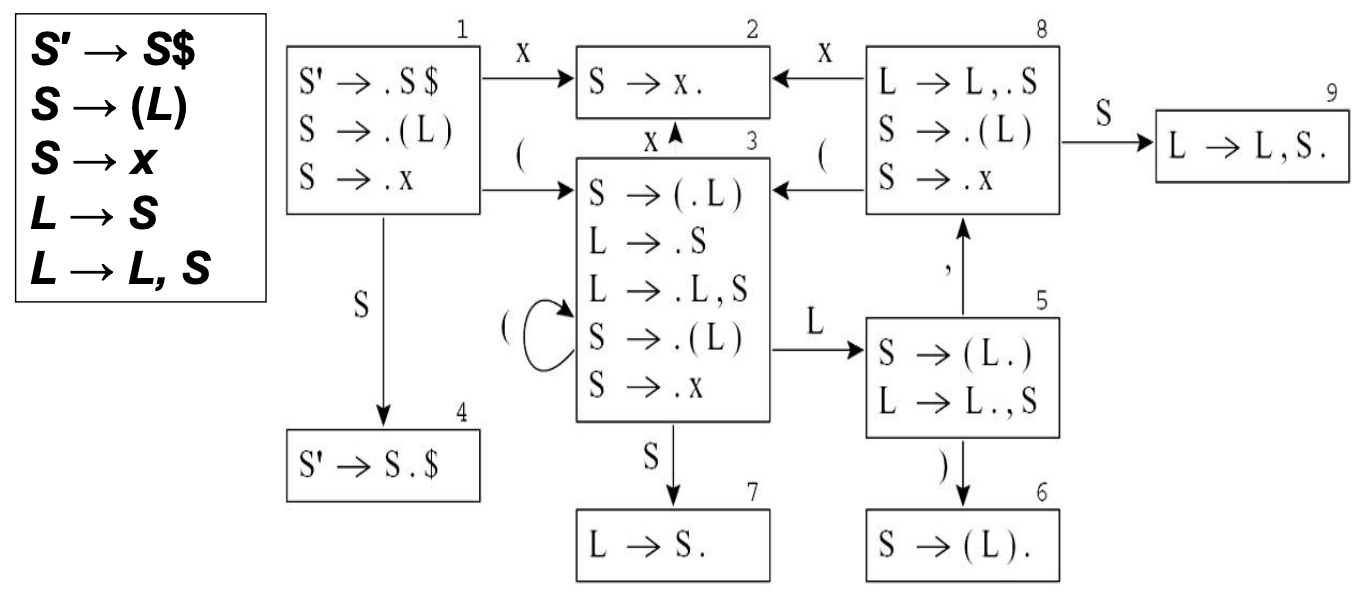 S' → S$
S → (L)
S → x
L → S
L → L, S
1
S' → .S$
S → .(L)
S → .x
x
(
S
4
S' → S.$
2
S → x.
x
3
S → (.L)
L → .S
L → .L,S
S → .(L)
S → .x
(
S
7
L → S.
L
x
(
8
L → L,.S
S → .(L)
S → .x
S
9
L → L,S.
,
5
S → (L.)
L → L.,S
)
6
S → (L).